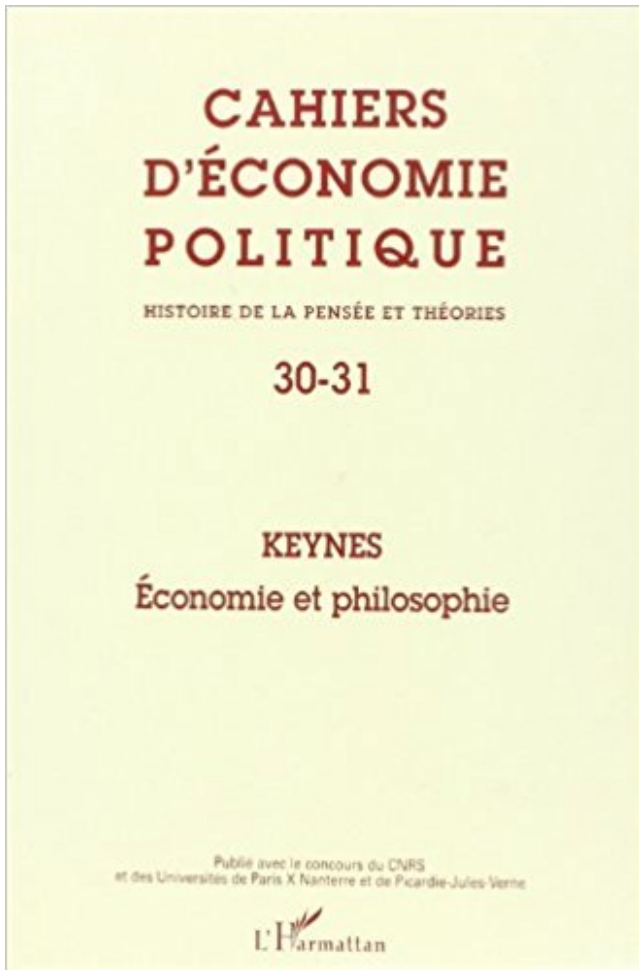 CAHIERS
D'ÉCONOMIE
POLITIQUE
HISTOIRE DE LA PENSÉE ET THÉORIES
30-31
KEYNES
Économie et philosophie
Publié avec le concours du CNRS
et des Universités de Paris X Nanterre et de Picardie-Jules-Verne
L'Harmattan